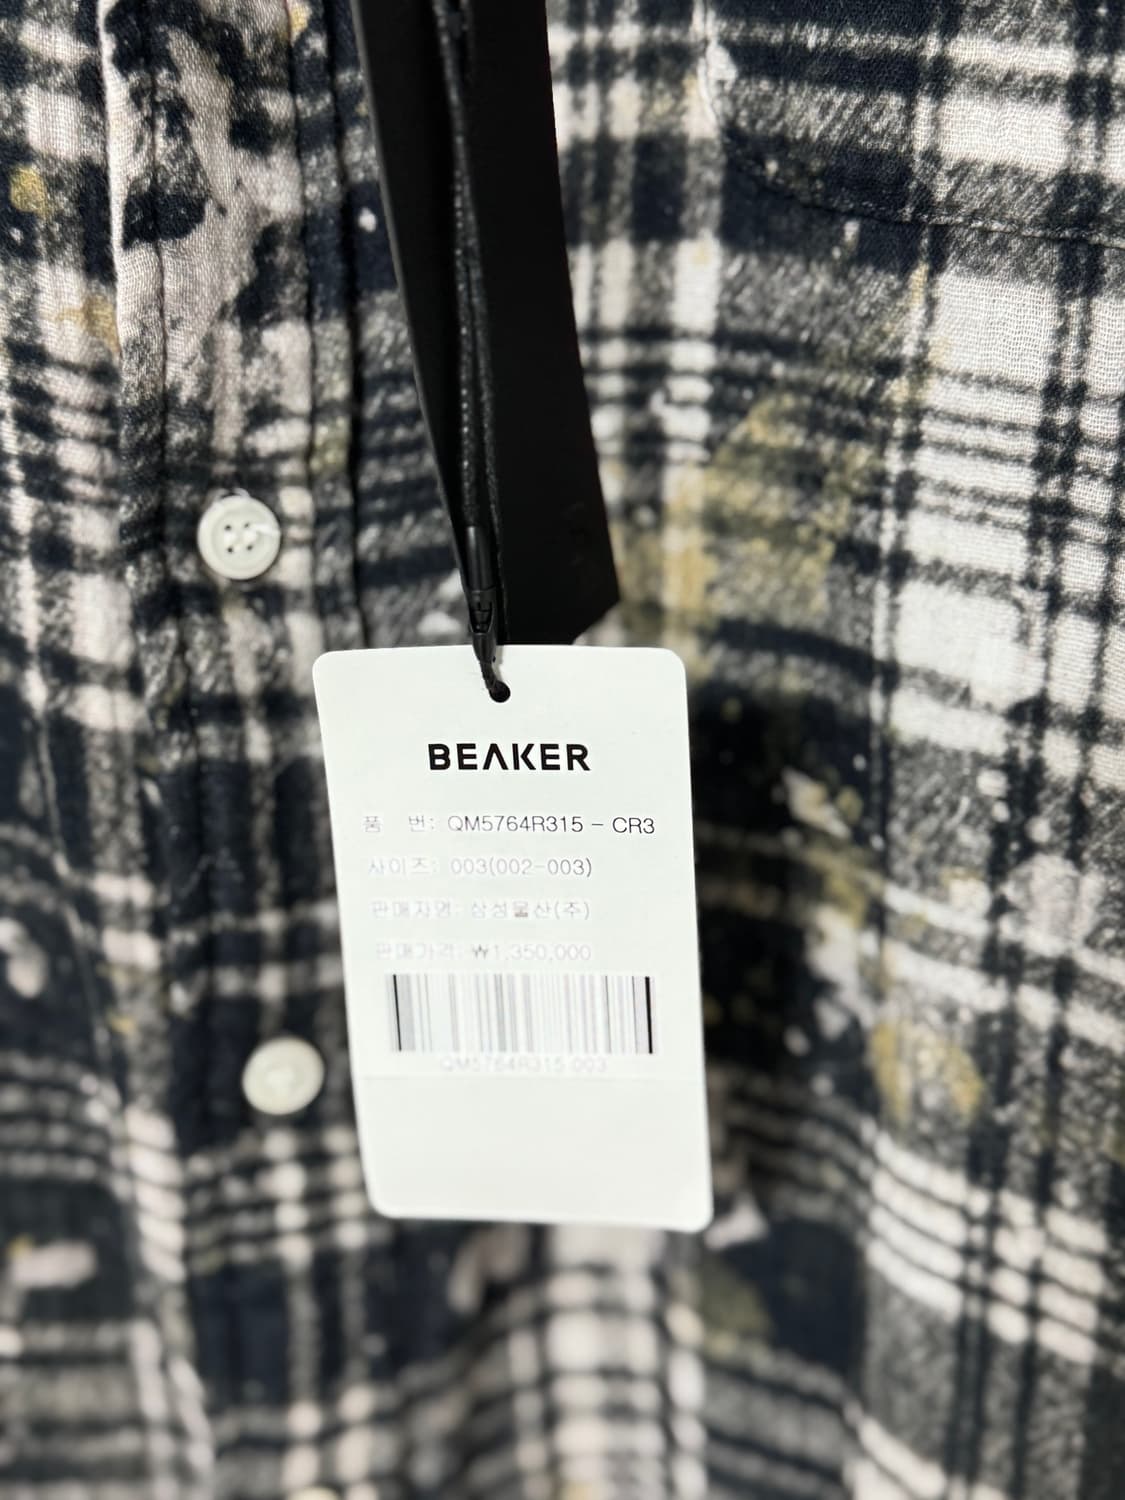 BEAKER
품 번: QM5764R315 - CR3
사이즈: 003(002-003)
판매자명: 삼성물산(주)
판매가격: ₩1,350,000
QM5764R315 003